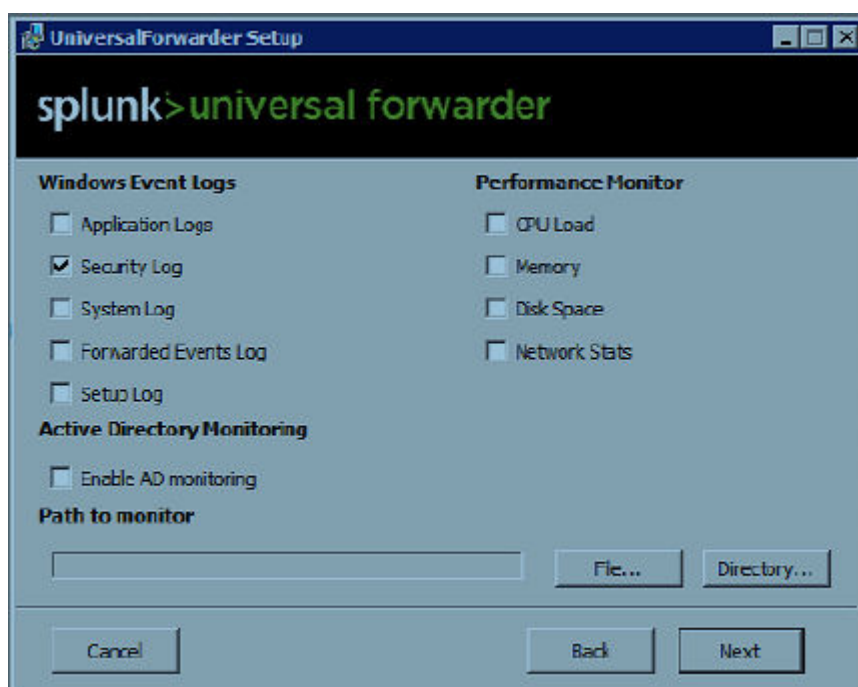 UniversalForwarder Setup
splunk>universal forwarder
Windows Event Logs
Application Logs
Security Log
System Log
Forwarded Events Log
Setup Log
Performance Monitor
CPU Load
Memory
Disk Space
Network Stats
Active Directory Monitoring
Enable AD monitoring
Path to monitor
File...
Directory...
Cancel
Back
Next